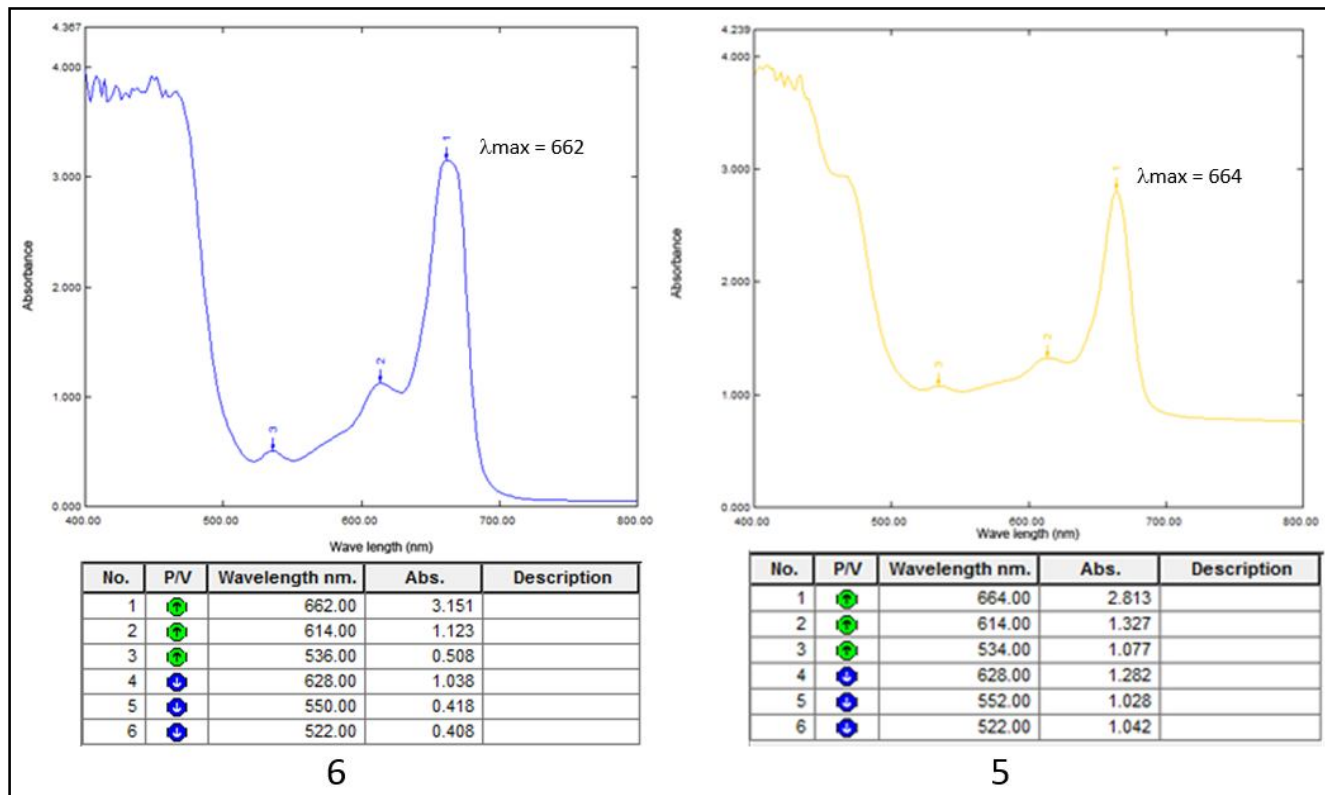 4.367
4.000
3.000
2.000
1.000
0.000
Absorbance
1
2
3
λmax = 662
400.00 500.00 600.00 700.00 800.00
Wave length (nm)
No. P/V Wavelength nm. Abs. Description
1 662.00 3.151
2 614.00 1.123
3 536.00 0.508
4 628.00 1.038
5 550.00 0.418
6 522.00 0.408
6
4.239
4.000
3.000
2.000
1.000
0.000
Absorbance
1
2
3
λmax = 664
400.00 500.00 600.00 700.00 800.00
Wave length (nm)
No. P/V Wavelength nm. Abs. Description
1 664.00 2.813
2 614.00 1.327
3 534.00 1.077
4 628.00 1.282
5 552.00 1.028
6 522.00 1.042
5